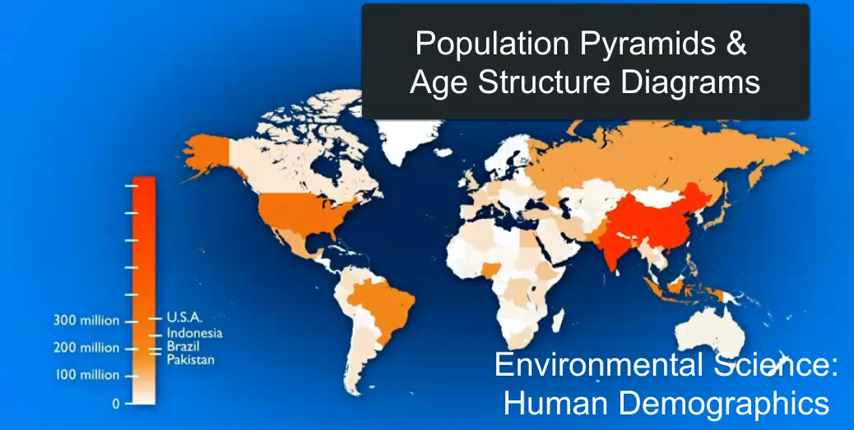 Population Pyramids &
Age Structure Diagrams
300 million
U.S.A.
Indonesia
200 million
Brazil
Pakistan
100 million
0
Environmental Science:
Human Demographics